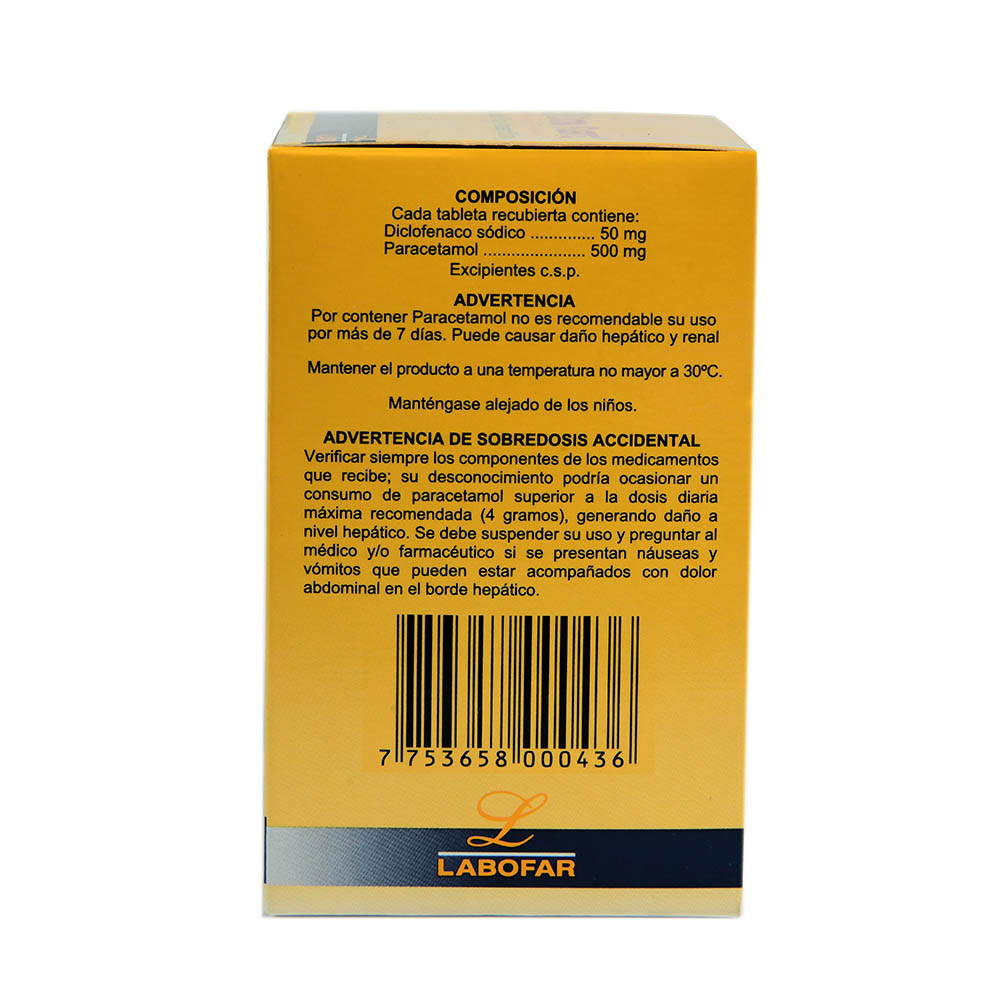 COMPOSICIÓN
Cada tableta recubierta contiene:
Diclofenaco sódico .............. 50 mg
Paracetamol ....................... 500 mg
Excipientes c.s.p.
ADVERTENCIA
Por contener Paracetamol no es recomendable su uso
por más de 7 días. Puede causar daño hepático y renal
Mantener el producto a una temperatura no mayor a 30ºC.
Manténgase alejado de los niños.
ADVERTENCIA DE SOBREDOSIS ACCIDENTAL
Verificar siempre los componentes de los medicamentos
que recibe; su desconocimiento podría ocasionar un
consumo de paracetamol superior a la dosis diaria
máxima recomendada (4 gramos), generando daño a
nivel hepático. Se debe suspender su uso y preguntar al
médico y/o farmacéutico si se presentan náuseas y
vómitos que pueden estar acompañados con dolor
abdominal en el borde hepático.
7 753658 000436
L
LABOFAR